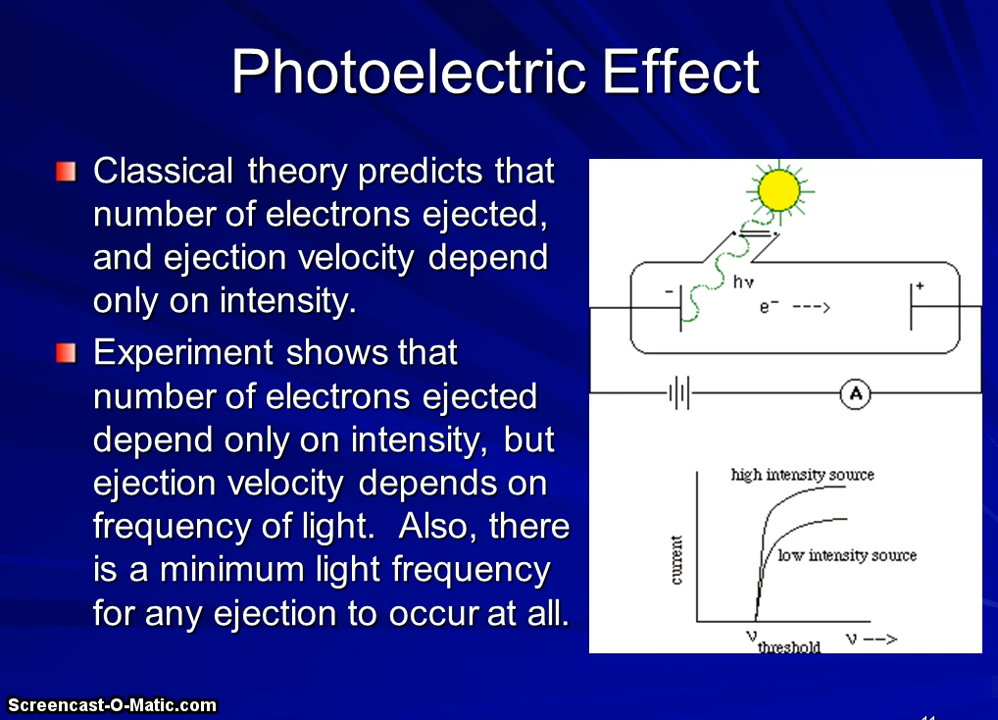 Photoelectric Effect
Classical theory predicts that
number of electrons ejected,
and ejection velocity depend
only on intensity.
Experiment shows that
number of electrons ejected
depend only on intensity, but
ejection velocity depends on
frequency of light. Also, there
is a minimum light frequency
for any ejection to occur at all.
hν
− +
e⁻ --->
A
high intensity source
low intensity source
current
ν threshold
ν -->
Screencast-O-Matic.com